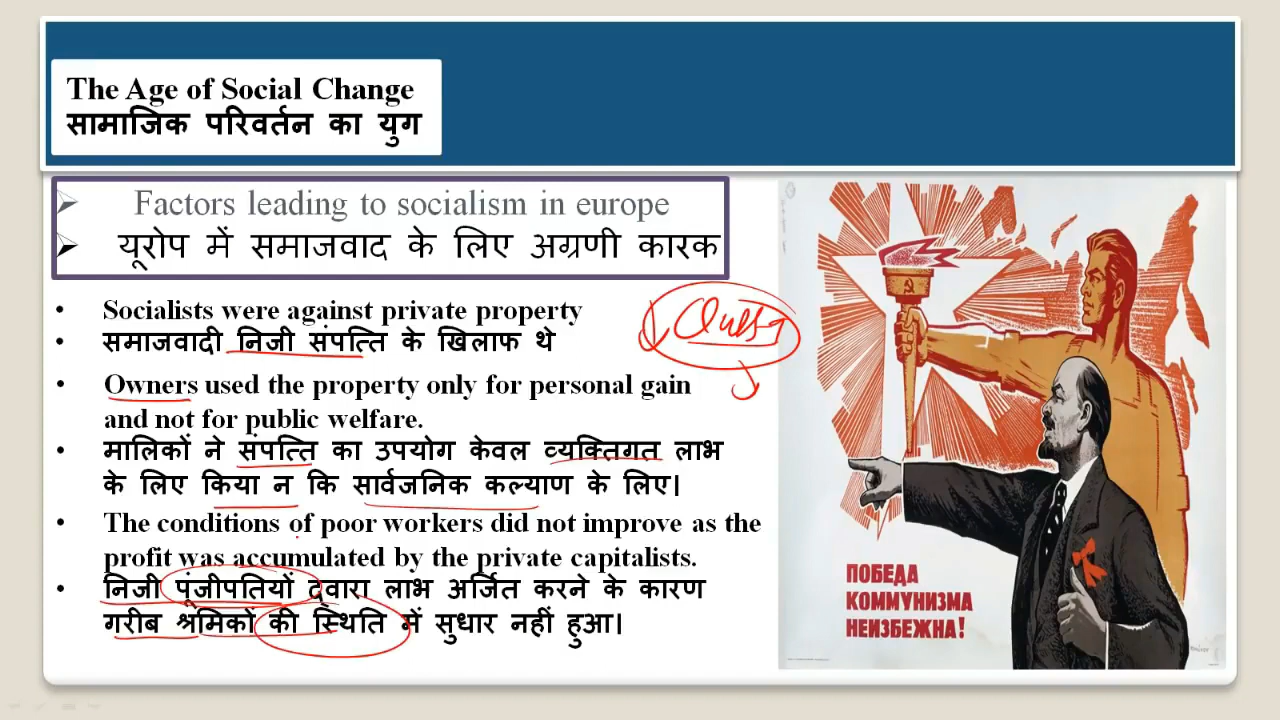 The Age of Social Change
सामाजिक परिवर्तन का युग
Factors leading to socialism in europe
यूरोप में समाजवाद के लिए अग्रणी कारक
Socialists were against private property
समाजवादी निजी संपत्ति के खिलाफ थे
Owners used the property only for personal gain
and not for public welfare.
मालिकों ने संपत्ति का उपयोग केवल व्यक्तिगत लाभ
के लिए किया न कि सार्वजनिक कल्याण के लिए।
The conditions of poor workers did not improve as the
profit was accumulated by the private capitalists.
निजी पूंजीपतियों द्वारा लाभ अर्जित करने के कारण
गरीब श्रमिकों की स्थिति में सुधार नहीं हुआ।
ПОБЕДА
КОММУНИЗМА
НЕИЗБЕЖНА!